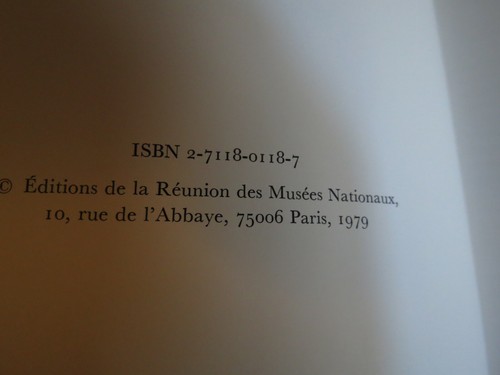 ISBN 2-7118-0118-7
© Éditions de la Réunion des Musées Nationaux,
10, rue de l'Abbaye, 75006 Paris, 1979